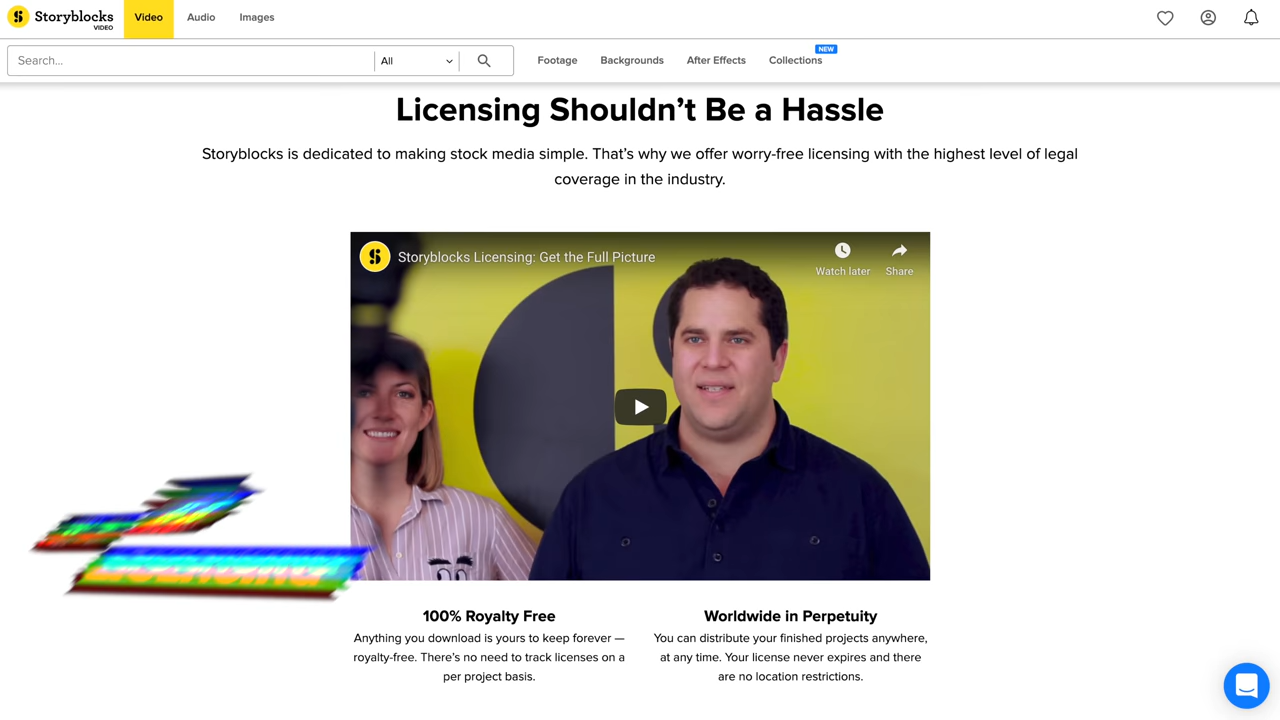 Storyblocks
VIDEO
Video
Audio
Images
Search...
All
Footage
Backgrounds
After Effects
Collections
NEW
Licensing Shouldn’t Be a Hassle
Storyblocks is dedicated to making stock media simple. That’s why we offer worry-free licensing with the highest level of legal
coverage in the industry.
Storyblocks Licensing: Get the Full Picture
Watch later
Share
100% Royalty Free
Anything you download is yours to keep forever —
royalty-free. There’s no need to track licenses on a
per project basis.
Worldwide in Perpetuity
You can distribute your finished projects anywhere,
at any time. Your license never expires and there
are no location restrictions.